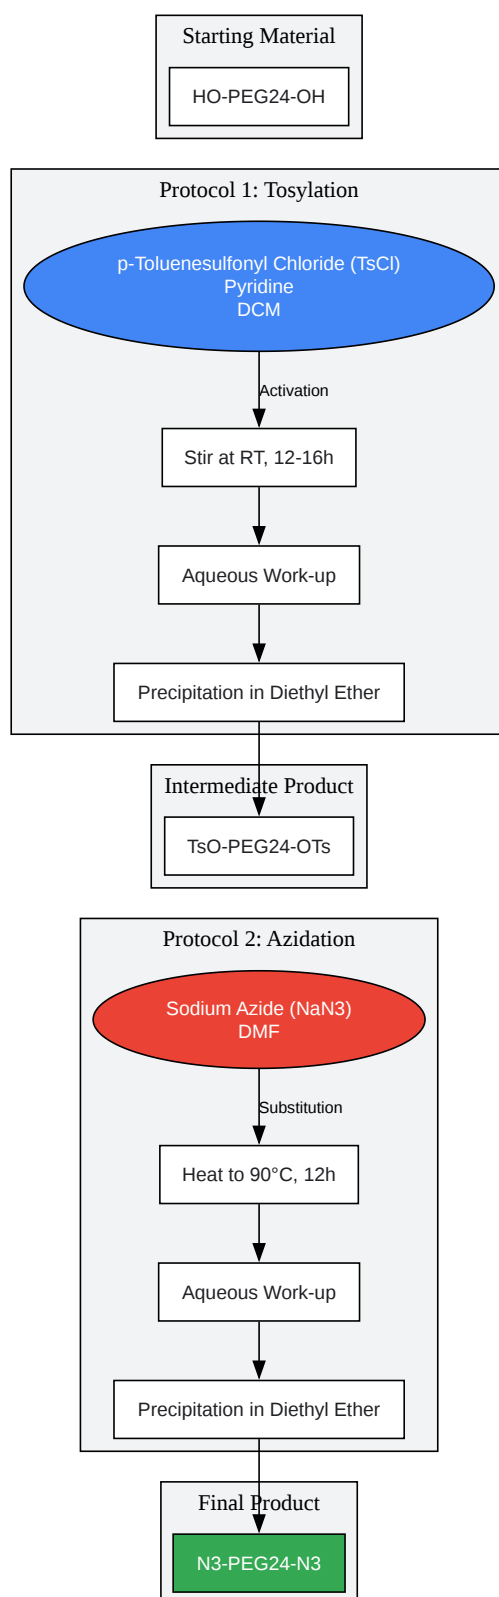 Starting Material
HO-PEG24-OH
Protocol 1: Tosylation
p-Toluenesulfonyl Chloride (TsCl)
Pyridine
DCM
Activation
Stir at RT, 12-16h
Aqueous Work-up
Precipitation in Diethyl Ether
Intermediate Product
TsO-PEG24-OTs
Protocol 2: Azidation
Sodium Azide (NaN3)
DMF
Substitution
Heat to 90°C, 12h
Aqueous Work-up
Precipitation in Diethyl Ether
Final Product
N3-PEG24-N3